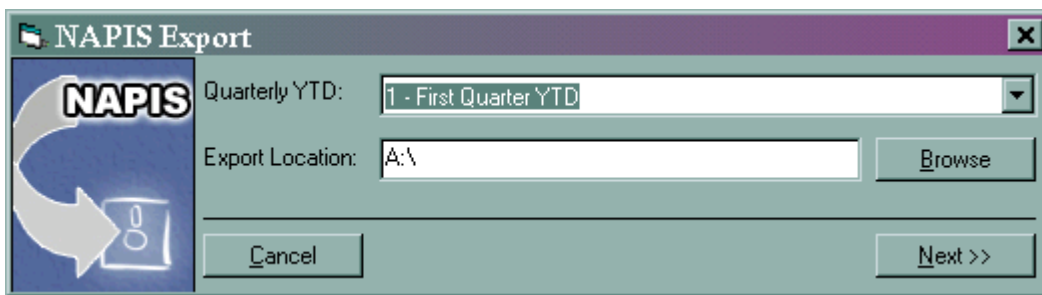 NAPIS Export
NAPIS
Quarterly YTD: 1 - First Quarter YTD
Export Location: A:\ Browse
Cancel Next >>